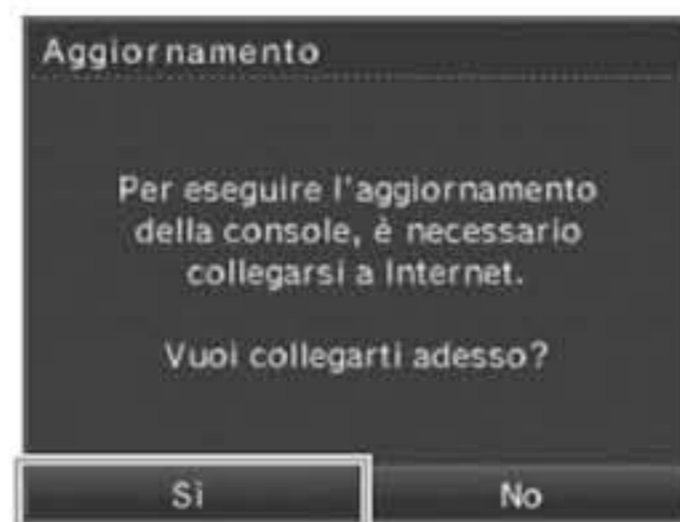 Aggiornamento
Per eseguire l'aggiornamento
della console, è necessario
collegarsi a Internet.
Vuoi collegarti adesso?
Sì
No